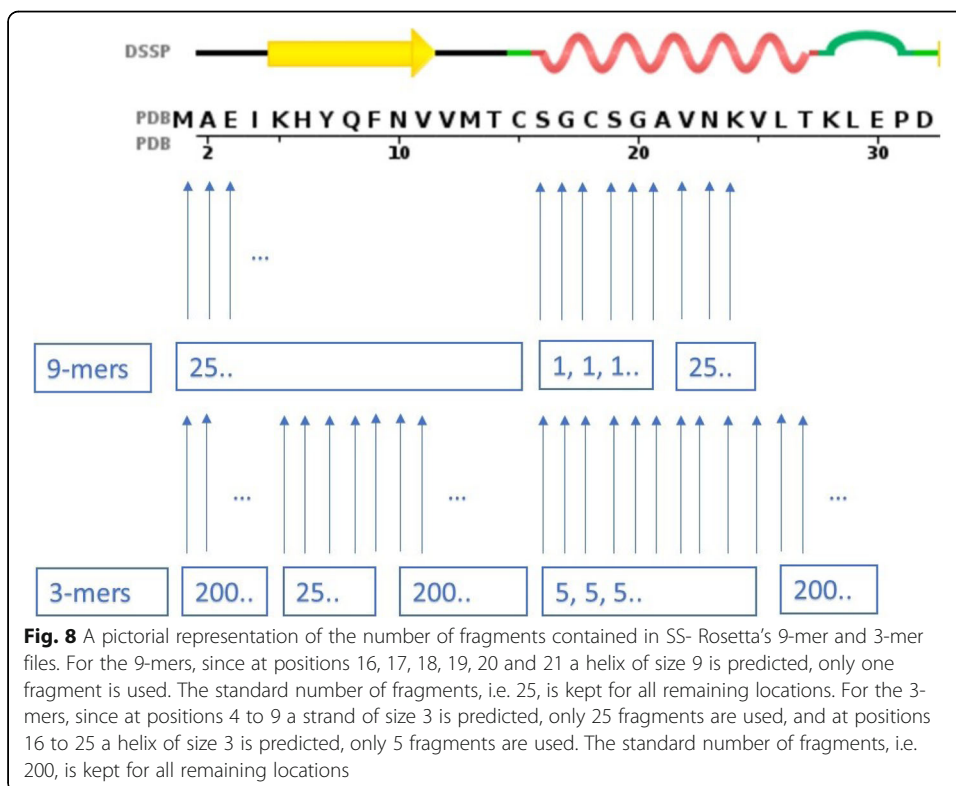 DSSP
PDB M A E I K H Y Q F N V V M T C S G C S G A V N K V L T K L E P D
PDB 2 10 20 30
...
9-mers 25.. 1, 1, 1.. 25..
... ... ...
3-mers 200.. 25.. 200.. 5, 5, 5.. 200..
Fig. 8 A pictorial representation of the number of fragments contained in SS- Rosetta's 9-mer and 3-mer
files. For the 9-mers, since at positions 16, 17, 18, 19, 20 and 21 a helix of size 9 is predicted, only one
fragment is used. The standard number of fragments, i.e. 25, is kept for all remaining locations. For the 3-
mers, since at positions 4 to 9 a strand of size 3 is predicted, only 25 fragments are used, and at positions
16 to 25 a helix of size 3 is predicted, only 5 fragments are used. The standard number of fragments, i.e.
200, is kept for all remaining locations